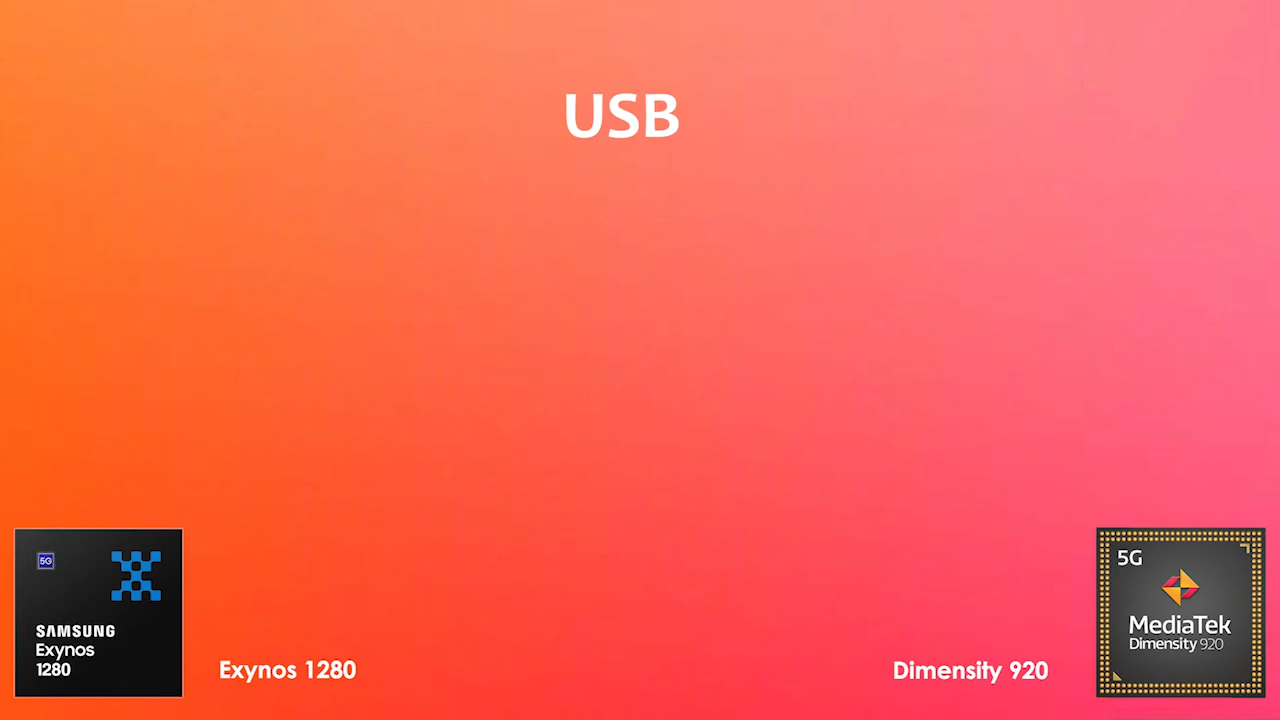 USB
5G
SAMSUNG
Exynos
1280
Exynos 1280
Dimensity 920
5G
MediaTek
Dimensity 920